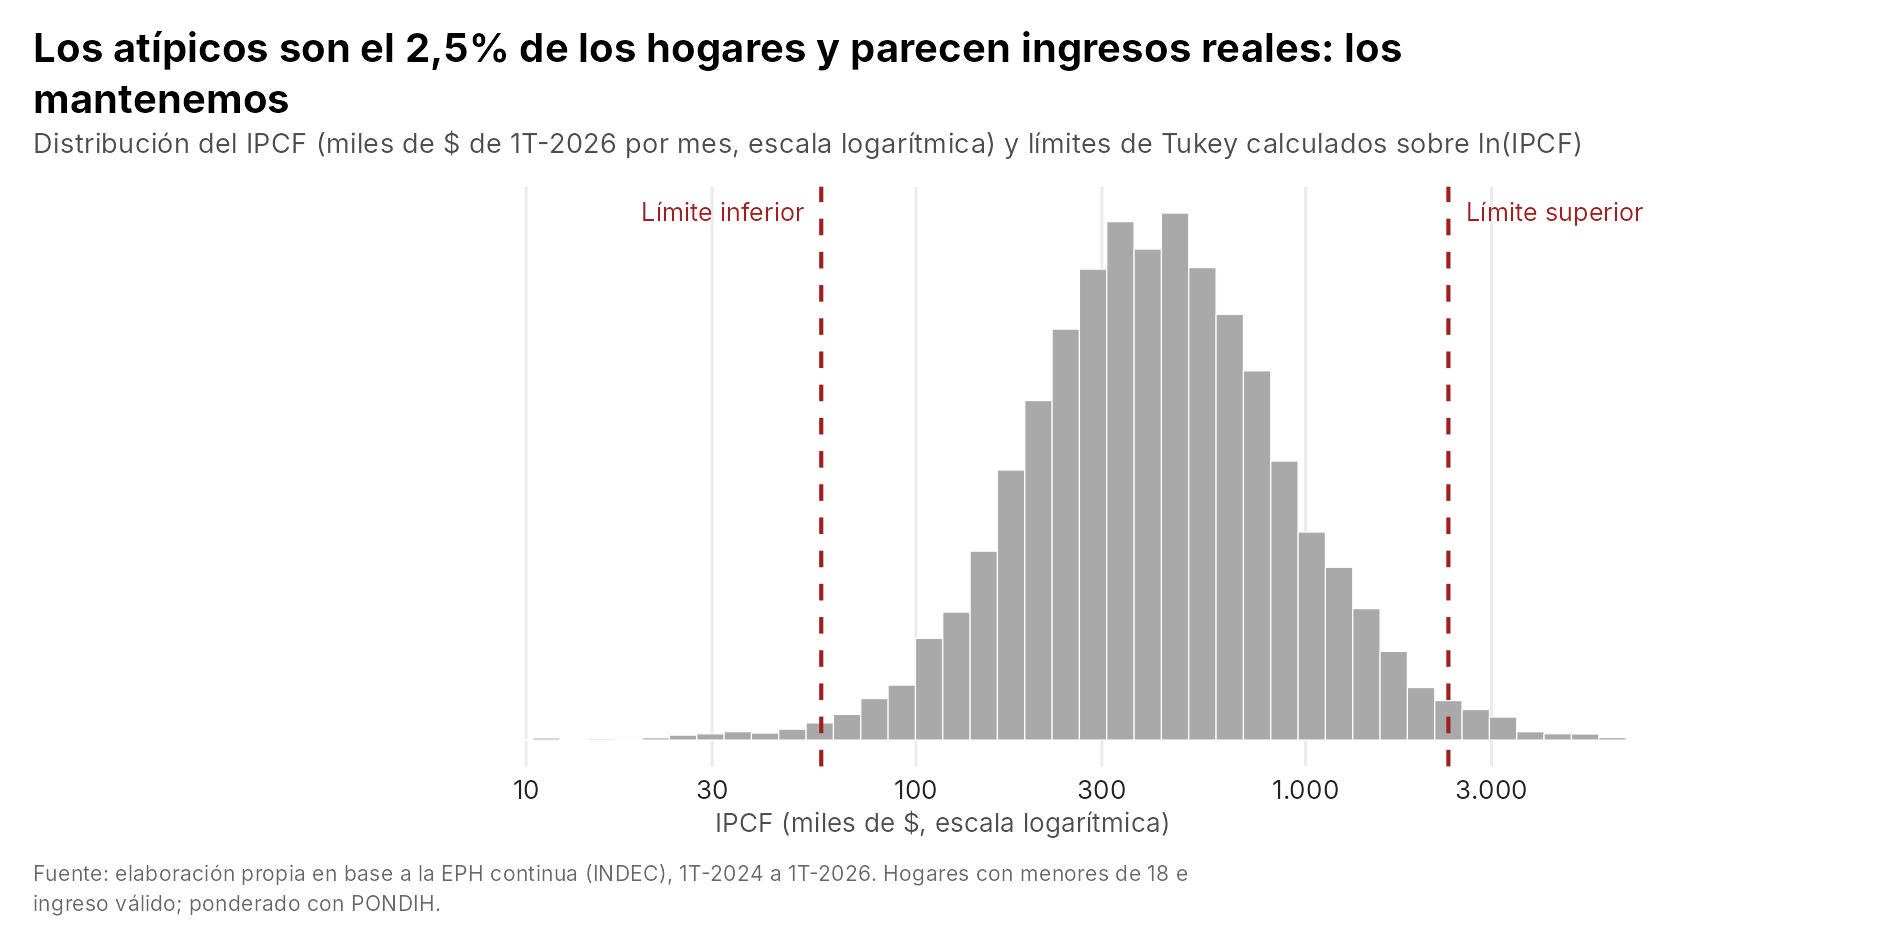 Los atípicos son el 2,5% de los hogares y parecen ingresos reales: los
mantenemos
Distribución del IPCF (miles de $ de 1T-2026 por mes, escala logarítmica) y límites de Tukey calculados sobre ln(IPCF)
Límite inferior
Límite superior
10
30
100
300
1.000
3.000
IPCF (miles de $, escala logarítmica)
Fuente: elaboración propia en base a la EPH continua (INDEC), 1T-2024 a 1T-2026. Hogares con menores de 18 e
ingreso válido; ponderado con PONDIH.